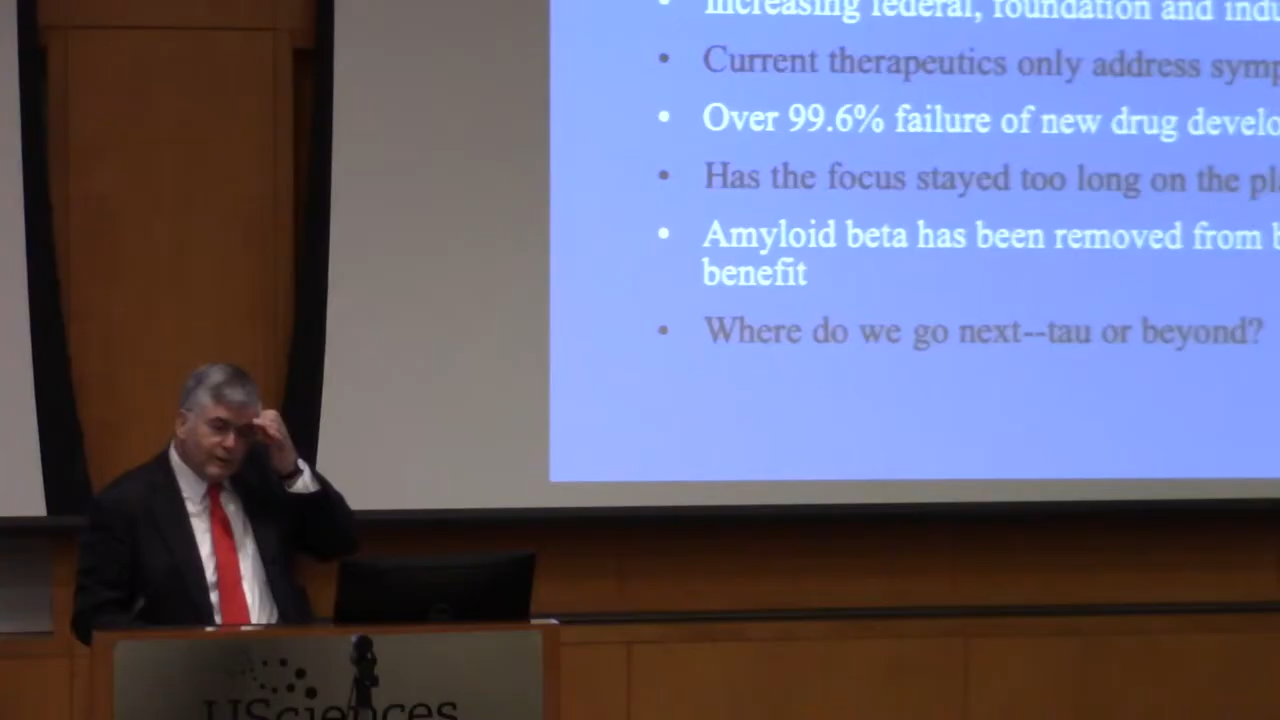 • Increasing federal, foundation and indu
• Current therapeutics only address symp
• Over 99.6% failure of new drug develo
• Has the focus stayed too long on the pla
• Amyloid beta has been removed from b
benefit
• Where do we go next--tau or beyond?
USciences